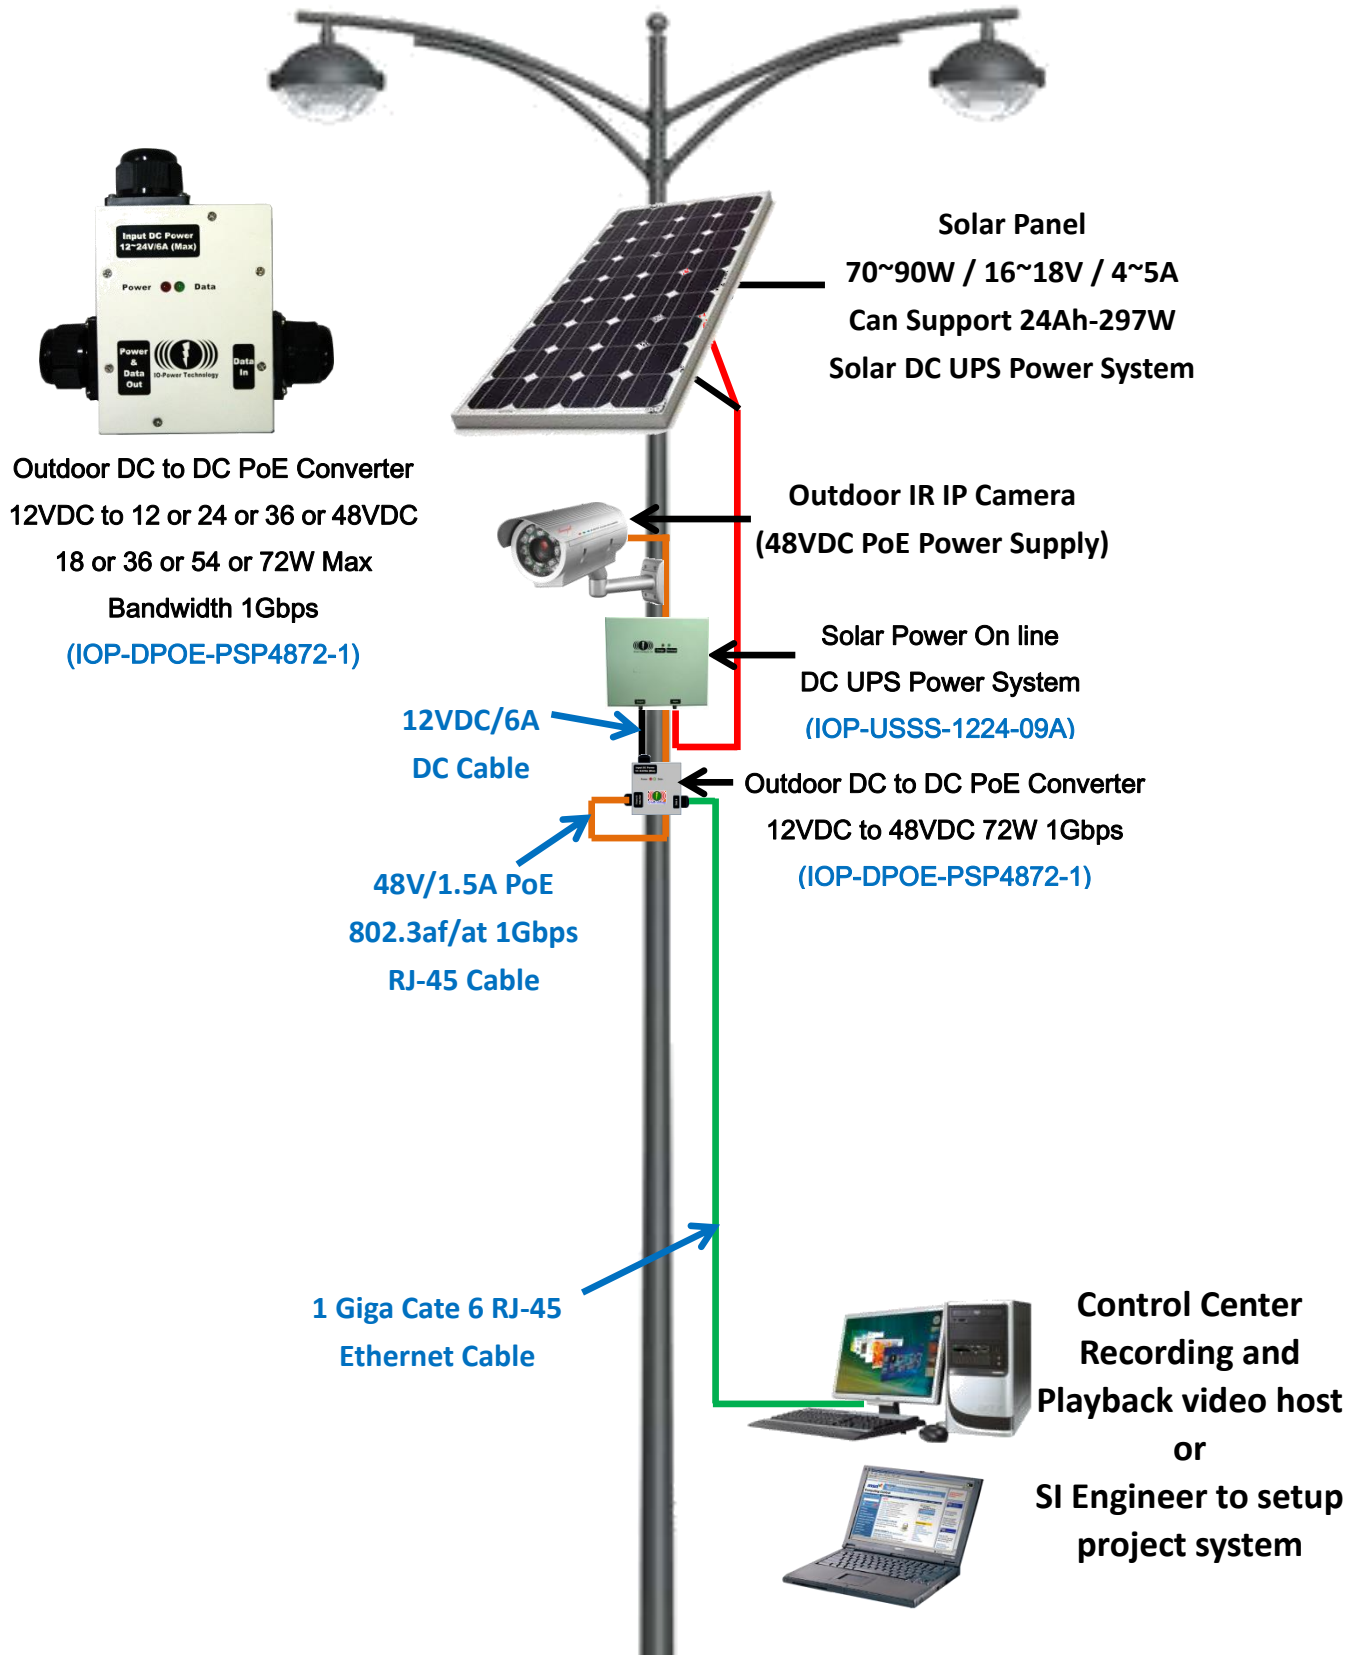 Input DC Power
12~24V/6A (Max)
Power
Data
Power
&
Data
Out
Data
In
IO-Power Technology
Outdoor DC to DC PoE Converter
12VDC to 12 or 24 or 36 or 48VDC
18 or 36 or 54 or 72W Max
Bandwidth 1Gbps
(IOP-DPOE-PSP4872-1)
Solar Panel
70~90W / 16~18V / 4~5A
Can Support 24Ah-297W
Solar DC UPS Power System
Outdoor IR IP Camera
(48VDC PoE Power Supply)
Solar Power On line
DC UPS Power System
(IOP-USSS-1224-09A)
12VDC/6A
DC Cable
Outdoor DC to DC PoE Converter
12VDC to 48VDC 72W 1Gbps
(IOP-DPOE-PSP4872-1)
48V/1.5A PoE
802.3af/at 1Gbps
RJ-45 Cable
1 Giga Cate 6 RJ-45
Ethernet Cable
Control Center
Recording and
Playback video host
or
SI Engineer to setup
project system